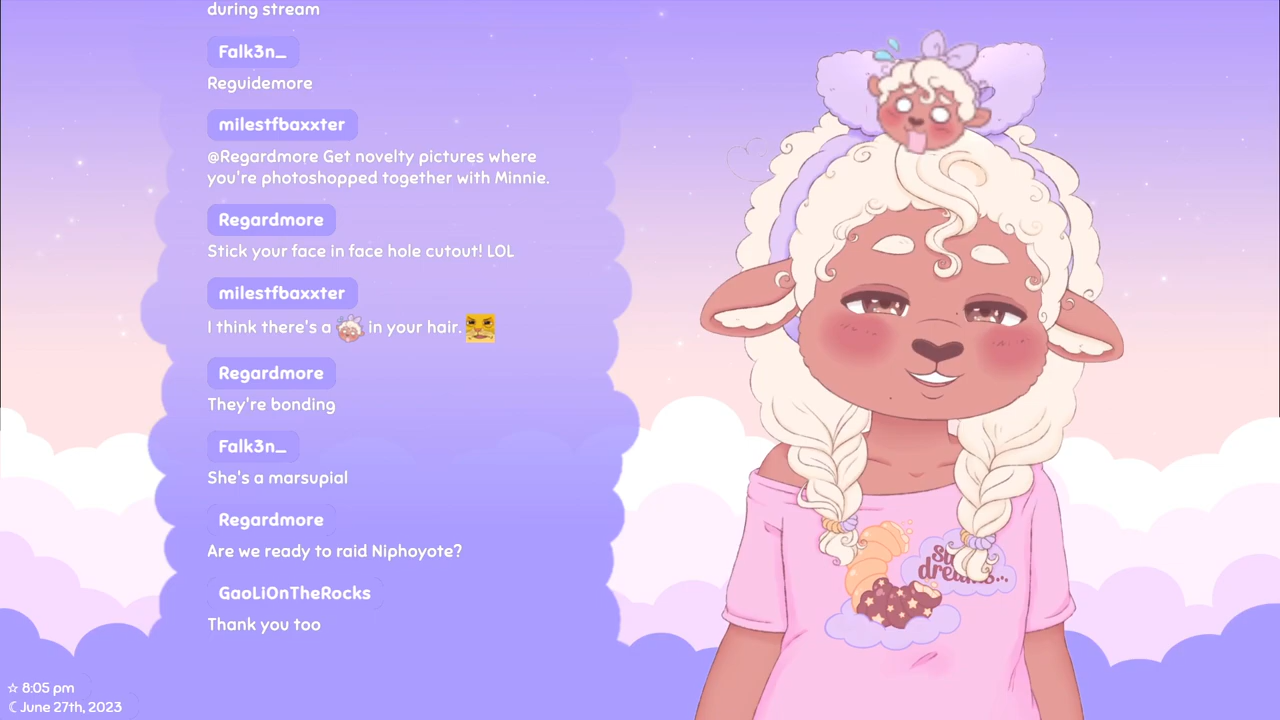 during stream
Falk3n_
Reguidemore
milestfbaxxter
@Regardmore Get novelty pictures where
you're photoshopped together with Minnie.
Regardmore
Stick your face in face hole cutout! LOL
milestfbaxxter
I think there's a in your hair.
Regardmore
They're bonding
Falk3n_
She's a marsupial
Regardmore
Are we ready to raid Niphoyote?
GaoLiOnTheRocks
Thank you too
☆ 8:05 pm
☾ June 27th, 2023
dreams...